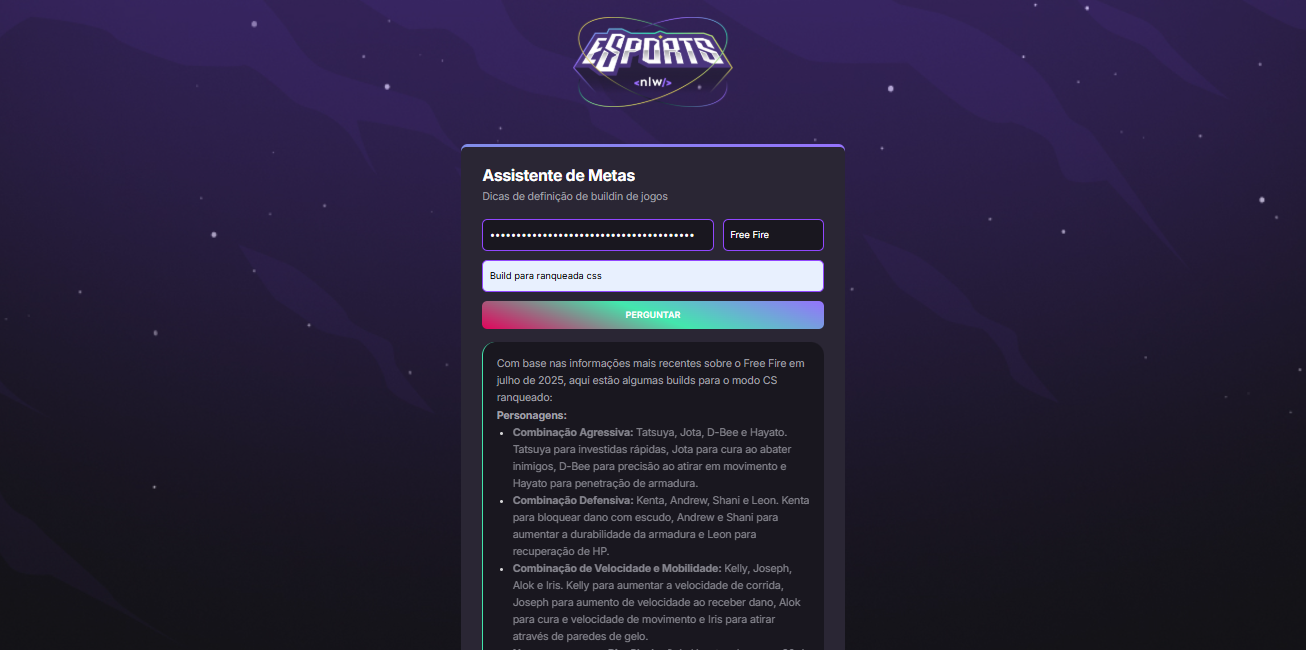 ESPORTS
<nlw/>
Assistente de Metas
Dicas de definição de buildin de jogos
••••••••••••••••••••••••••••••••••••••• Free Fire
Build para ranqueada css
PERGUNTAR
Com base nas informações mais recentes sobre o Free Fire em
julho de 2025, aqui estão algumas builds para o modo CS
ranqueado:
Personagens:
• Combinação Agressiva: Tatsuya, Jota, D-Bee e Hayato.
Tatsuya para investidas rápidas, Jota para cura ao abater
inimigos, D-Bee para precisão ao atirar em movimento e
Hayato para penetração de armadura.
• Combinação Defensiva: Kenta, Andrew, Shani e Leon. Kenta
para bloquear dano com escudo, Andrew e Shani para
aumentar a durabilidade da armadura e Leon para
recuperação de HP.
• Combinação de Velocidade e Mobilidade: Kelly, Joseph,
Alok e Iris. Kelly para aumentar a velocidade de corrida,
Joseph para aumento de velocidade ao receber dano, Alok
para cura e velocidade de movimento e Iris para atirar
através de paredes de gelo.